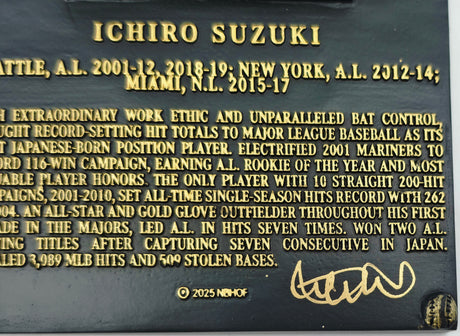 ICHIRO SUZUKI
ATTLE, A.L. 2001-12, 2018-19; NEW YORK, A.L. 2012-14;
MIAMI, N.L. 2015-17
H EXTRAORDINARY WORK ETHIC AND UNPARALLELED BAT CONTROL,
UGHT RECORD-SETTING HIT TOTALS TO MAJOR LEAGUE BASEBALL AS ITS
T JAPANESE-BORN POSITION PLAYER. ELECTRIFIED 2001 MARINERS TO
ORD 116-WIN CAMPAIGN, EARNING A.L. ROOKIE OF THE YEAR AND MOST
UABLE PLAYER HONORS. THE ONLY PLAYER WITH 10 STRAIGHT 200-HIT
PAIGNS, 2001-2010, SET ALL-TIME SINGLE-SEASON HITS RECORD WITH 262
004. AN ALL-STAR AND GOLD GLOVE OUTFIELDER THROUGHOUT HIS FIRST
ADE IN THE MAJORS, LED A.L. IN HITS SEVEN TIMES. WON TWO A.L.
ING TITLES AFTER CAPTURING SEVEN CONSECUTIVE IN JAPAN.
ALED 3,089 MLB HITS AND 509 STOLEN BASES.
© 2025 NBHOF